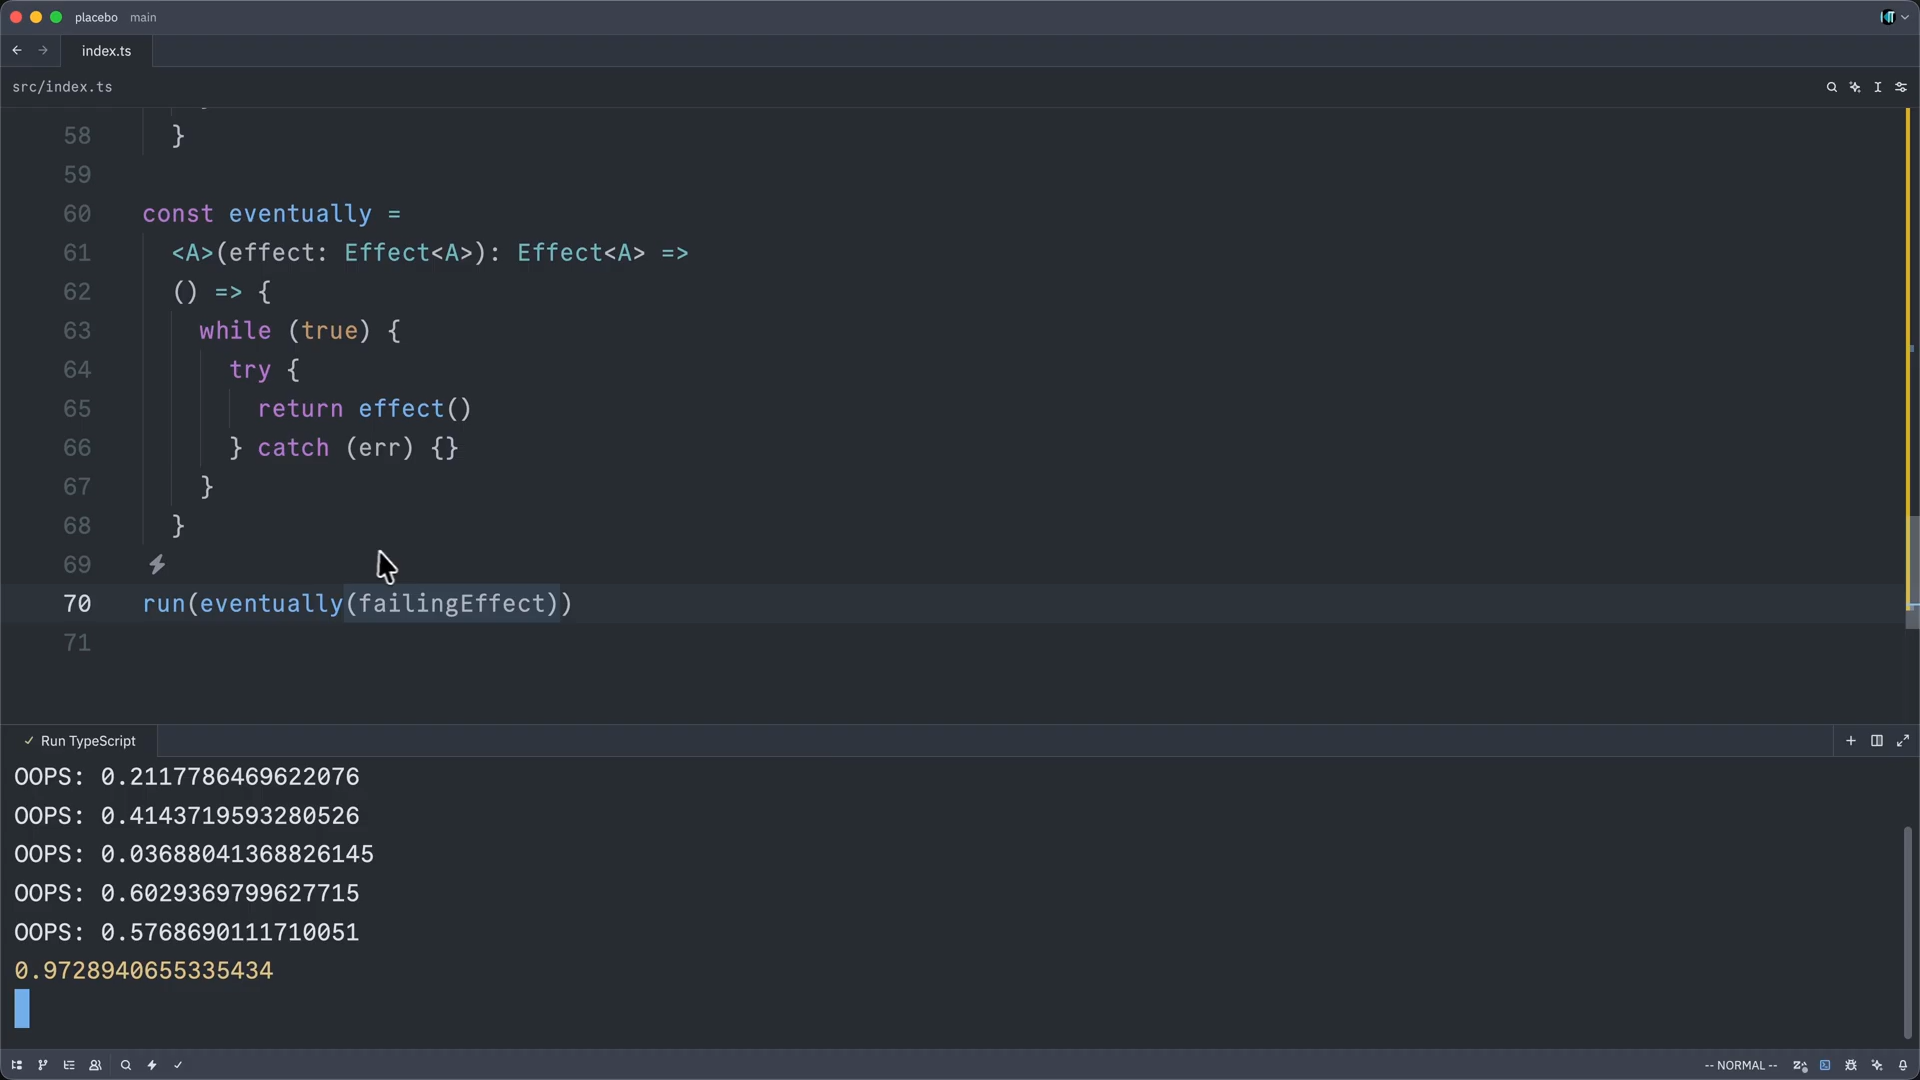 placebo main
index.ts
src/index.ts
58 }
59
60 const eventually =
61 <A>(effect: Effect<A>): Effect<A> =>
62 () => {
63 while (true) {
64 try {
65 return effect()
66 } catch (err) {}
67 }
68 }
69
70 run(eventually(failingEffect))
71
Run TypeScript
OOPS: 0.2117786469622076
OOPS: 0.4143719593280526
OOPS: 0.03688041368826145
OOPS: 0.6029369799627715
OOPS: 0.5768690111710051
0.9728940655335434
-- NORMAL --